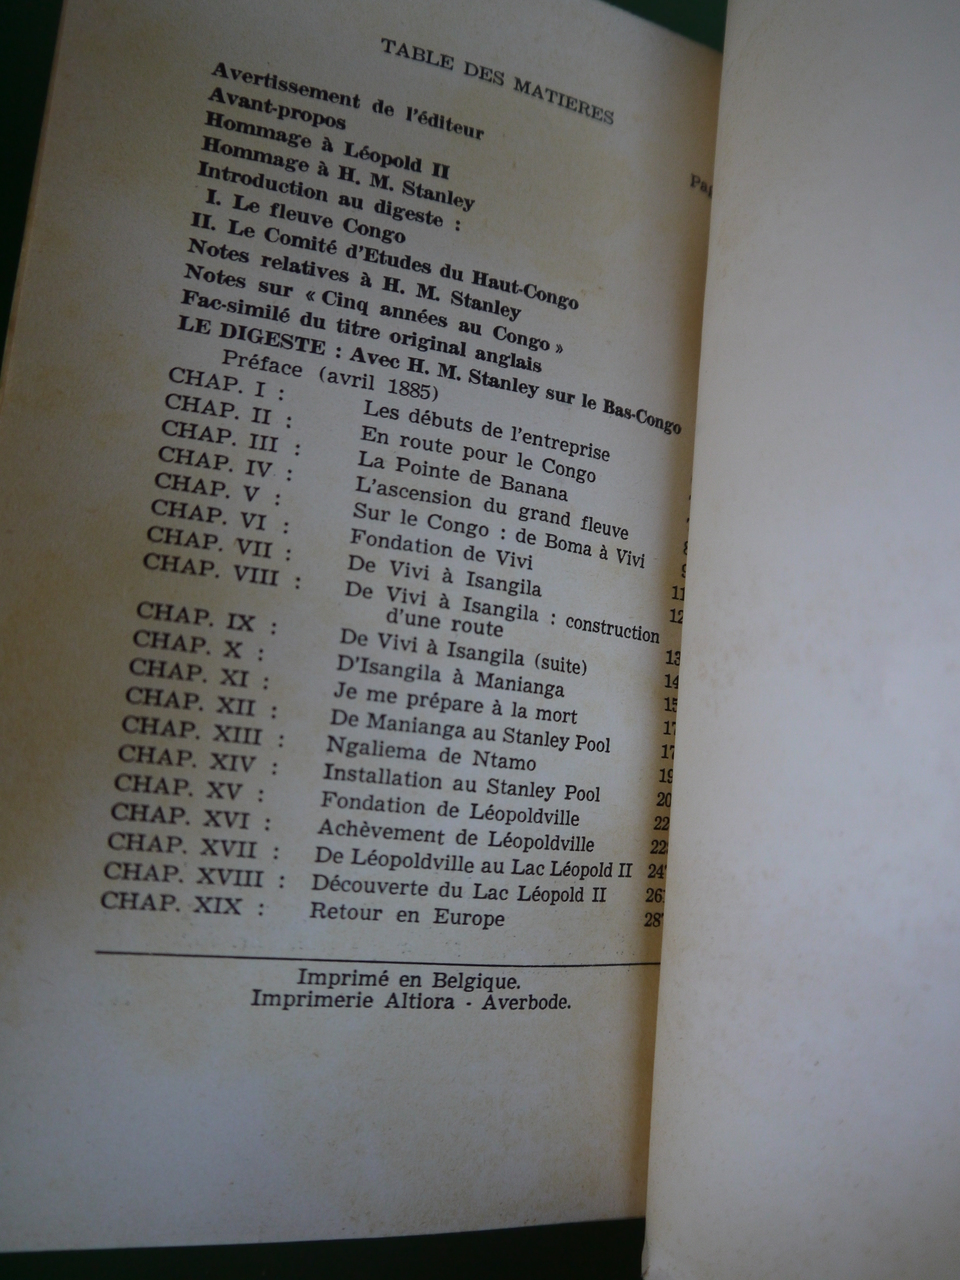 TABLE DES MATIERES
Avertissement de l'éditeur
Avant-propos
Hommage à Léopold II
Hommage à H. M. Stanley
Introduction au digeste :
I. Le fleuve Congo
II. Le Comité d'Etudes du Haut-Congo
Notes relatives à H. M. Stanley
Notes sur « Cinq années au Congo »
Fac-similé du titre original anglais
LE DIGESTE : Avec H. M. Stanley sur le Bas-Congo
Préface (avril 1885)
CHAP. I : Les débuts de l'entreprise
CHAP. II : En route pour le Congo
CHAP. III : La Pointe de Banana
CHAP. IV : L'ascension du grand fleuve
CHAP. V : Sur le Congo : de Boma à Vivi
CHAP. VI : Fondation de Vivi
CHAP. VII : De Vivi à Isangila
CHAP. VIII : De Vivi à Isangila : construction
d'une route
CHAP. IX : De Vivi à Isangila (suite)
CHAP. X : D'Isangila à Manianga
CHAP. XI : Je me prépare à la mort
CHAP. XII : De Manianga au Stanley Pool
CHAP. XIII : Ngaliema de Ntamo
CHAP. XIV : Installation au Stanley Pool
CHAP. XV : Fondation de Léopoldville
CHAP. XVI : Achèvement de Léopoldville
CHAP. XVII : De Léopoldville au Lac Léopold II
CHAP. XVIII : Découverte du Lac Léopold II
CHAP. XIX : Retour en Europe
Imprimé en Belgique.
Imprimerie Altiora - Averbode.